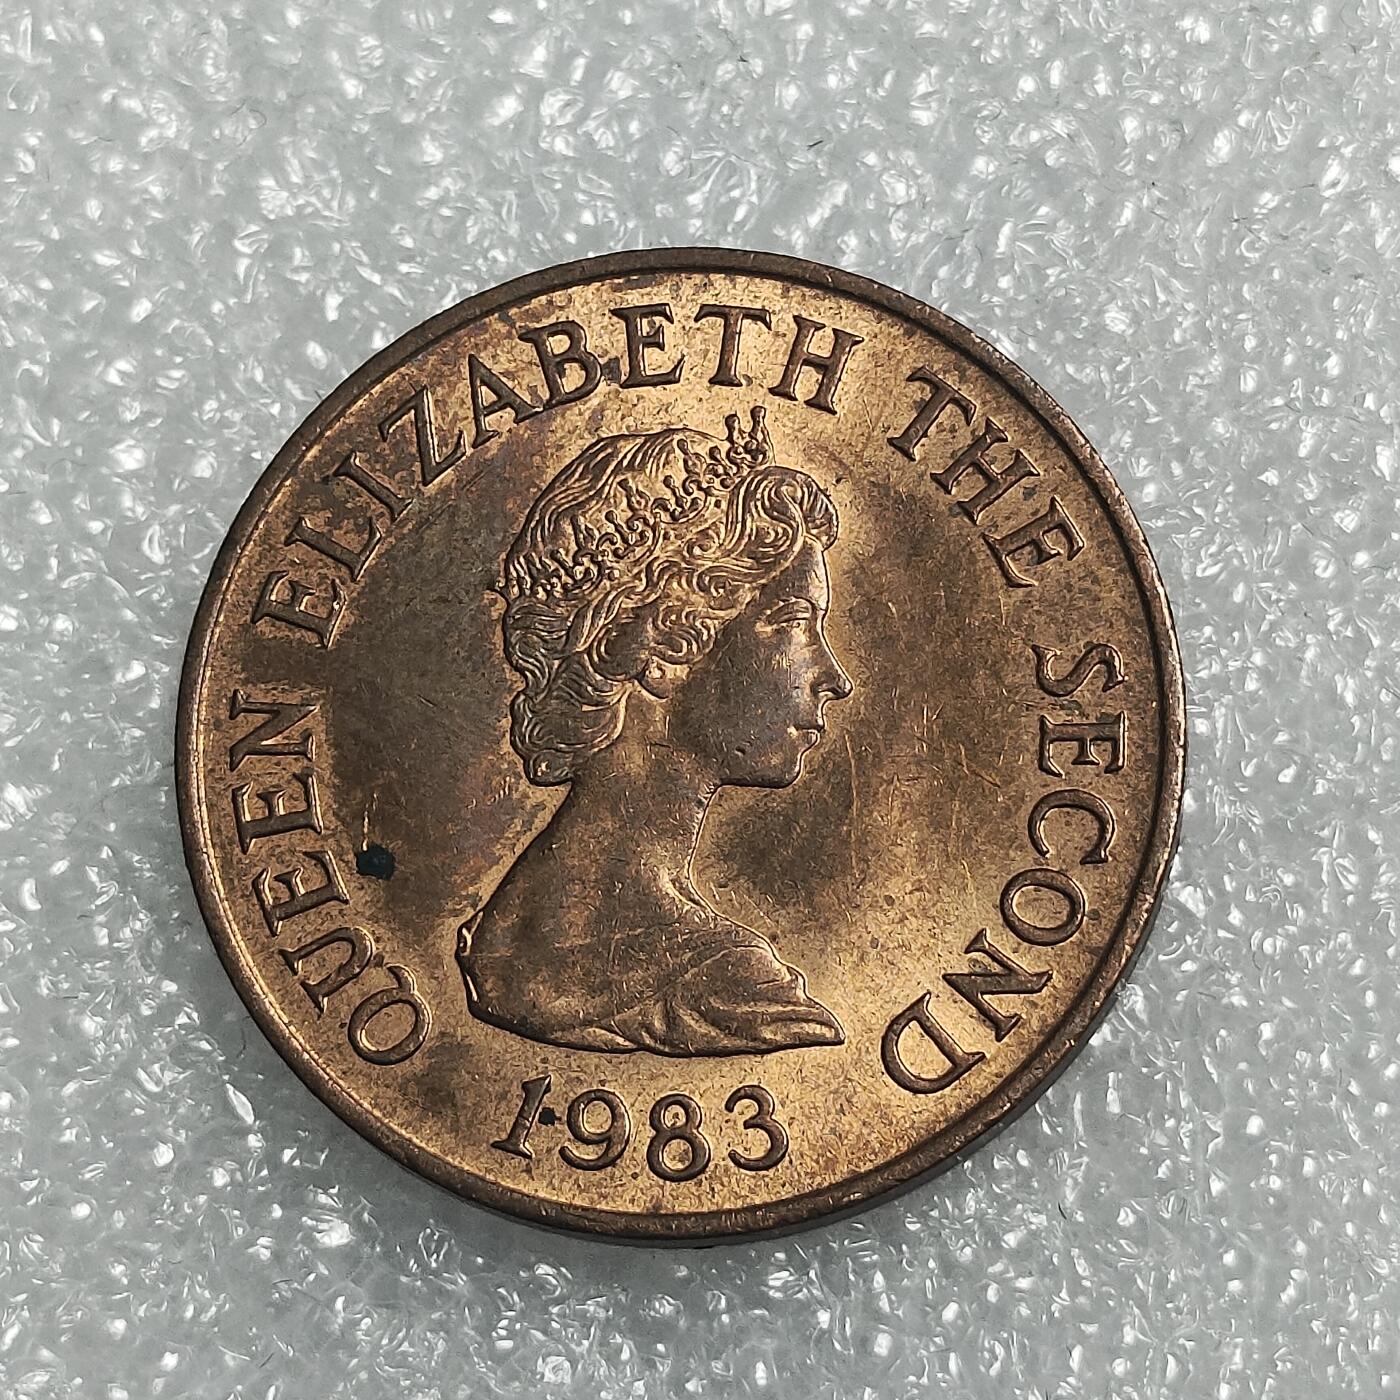 QUEEN ELIZABETH THE SECOND
1983